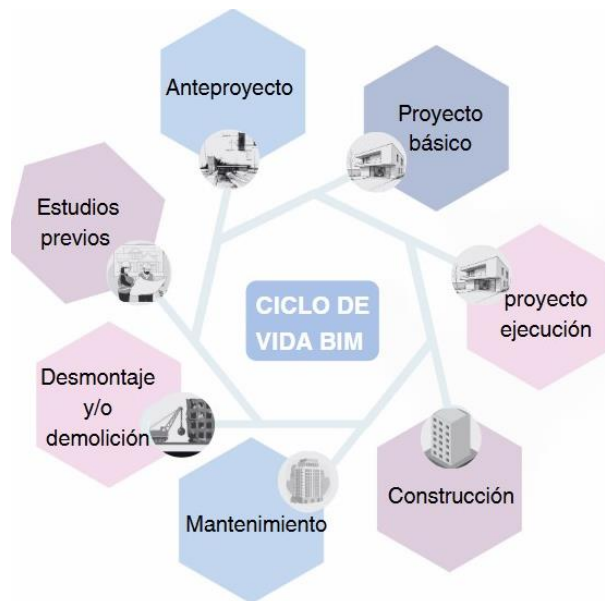 Anteproyecto
Proyecto
básico
Estudios
previos
CICLO DE
VIDA BIM
proyecto
ejecución
Desmontaje
y/o
demolición
Construcción
Mantenimiento